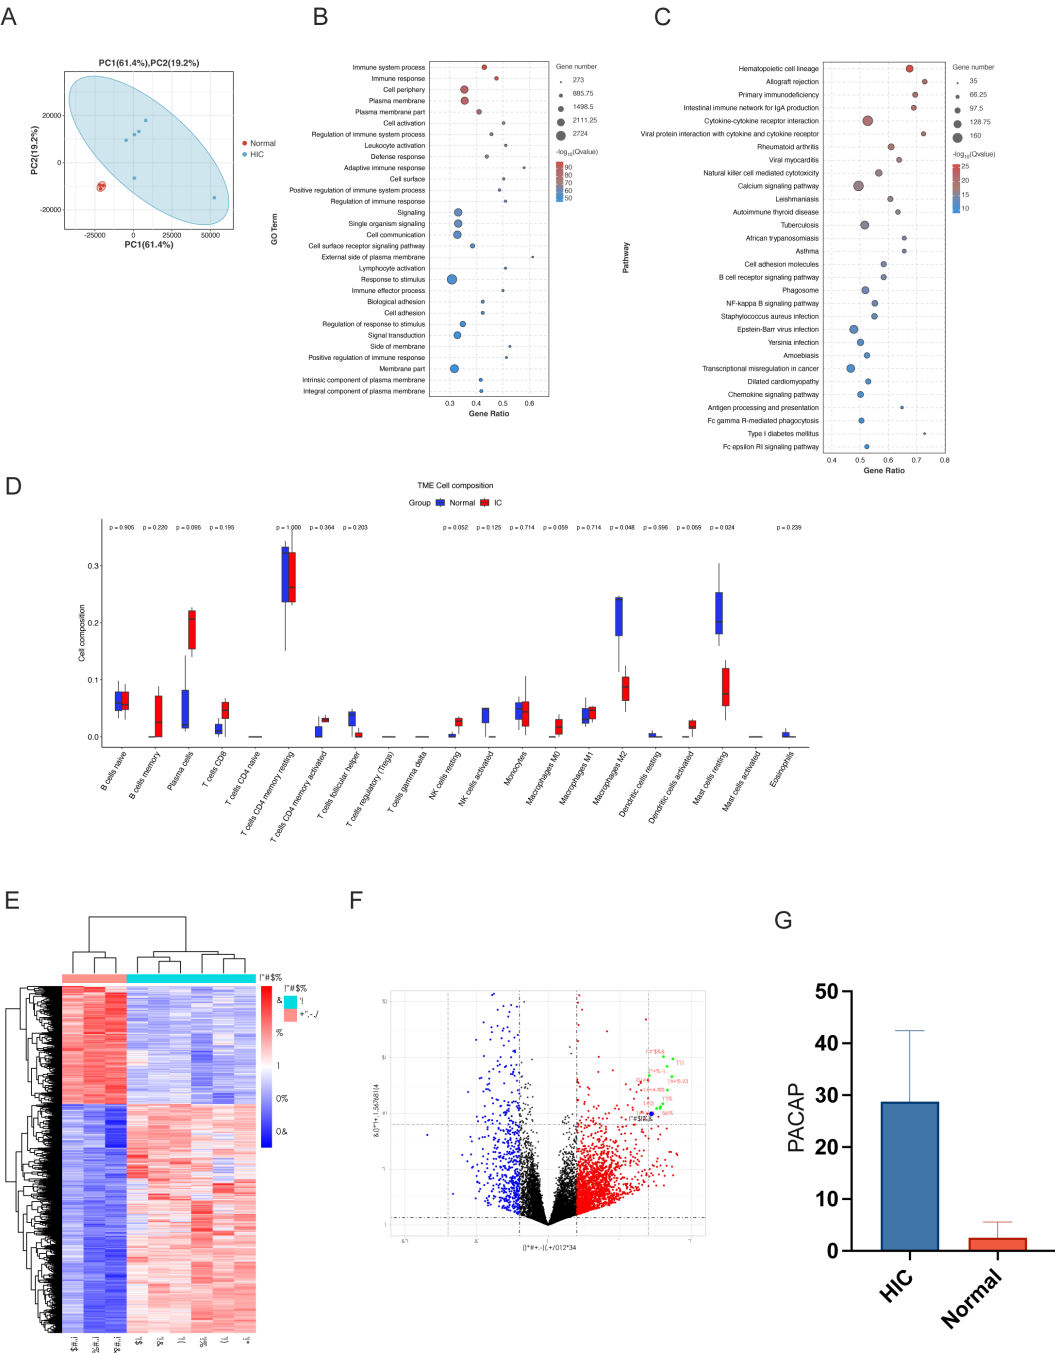 A
PC1(61.4%),PC2(19.2%)
PC2(19.2%)
20000
0
-20000
-25000
0
25000
50000
PC1(61.4%)
Normal
HIC
B
GO Term
Immune system process
Immune response
Cell periphery
Plasma membrane
Plasma membrane part
Cell activation
Regulation of immune system process
Leukocyte activation
Defense response
Adaptive immune response
Cell surface
Positive regulation of immune system process
Regulation of immune response
Signaling
Single organism signaling
Cell communication
Cell surface receptor signaling pathway
External side of plasma membrane
Lymphocyte activation
Response to stimulus
Immune effector process
Biological adhesion
Cell adhesion
Regulation of response to stimulus
Signal transduction
Side of membrane
Positive regulation of immune response
Membrane part
Intrinsic component of plasma membrane
Integral component of plasma membrane
0.3
0.4
0.5
0.6
Gene Ratio
Gene number
273
885.75
1498.5
2111.25
2724
-log10(Qvalue)
90
80
70
60
50
C
Pathway
Hematopoietic cell lineage
Allograft rejection
Primary immunodeficiency
Intestinal immune network for IgA production
Cytokine-cytokine receptor interaction
Viral protein interaction with cytokine and cytokine receptor
Rheumatoid arthritis
Viral myocarditis
Natural killer cell mediated cytotoxicity
Calcium signaling pathway
Leishmaniasis
Autoimmune thyroid disease
Tuberculosis
African trypanosomiasis
Asthma
Cell adhesion molecules
B cell receptor signaling pathway
Phagosome
NF-kappa B signaling pathway
Staphylococcus aureus infection
Epstein-Barr virus infection
Yersinia infection
Amoebiasis
Transcriptional misregulation in cancer
Dilated cardiomyopathy
Chemokine signaling pathway
Antigen processing and presentation
Fc gamma R-mediated phagocytosis
Type I diabetes mellitus
Fc epsilon RI signaling pathway
0.4
0.5
0.6
0.7
0.8
Gene Ratio
Gene number
35
66.25
97.5
128.75
160
-log10(Qvalue)
25
20
15
10
D
TME Cell composition
Group Normal IC
p = 0.905
p = 0.220
p = 0.095
p = 0.195
p = 1.000
p = 0.364
p = 0.203
p = 0.052
p = 0.125
p = 0.714
p = 0.059
p = 0.714
p = 0.048
p = 0.596
p = 0.059
p = 0.024
p = 0.239
Cell composition
0.3
0.2
0.1
0.0
B cells naive
B cells memory
Plasma cells
T cells CD8
T cells CD4 naive
T cells CD4 memory resting
T cells CD4 memory activated
T cells follicular helper
T cells regulatory (Tregs)
T cells gamma delta
NK cells resting
NK cells activated
Monocytes
Macrophages M0
Macrophages M1
Macrophages M2
Dendritic cells resting
Dendritic cells activated
Mast cells resting
Mast cells activated
Eosinophils
E
!"#$%
!"#$%
&
%
0%
0&
F
G
PACAP
50
40
30
20
10
0
HIC
Normal